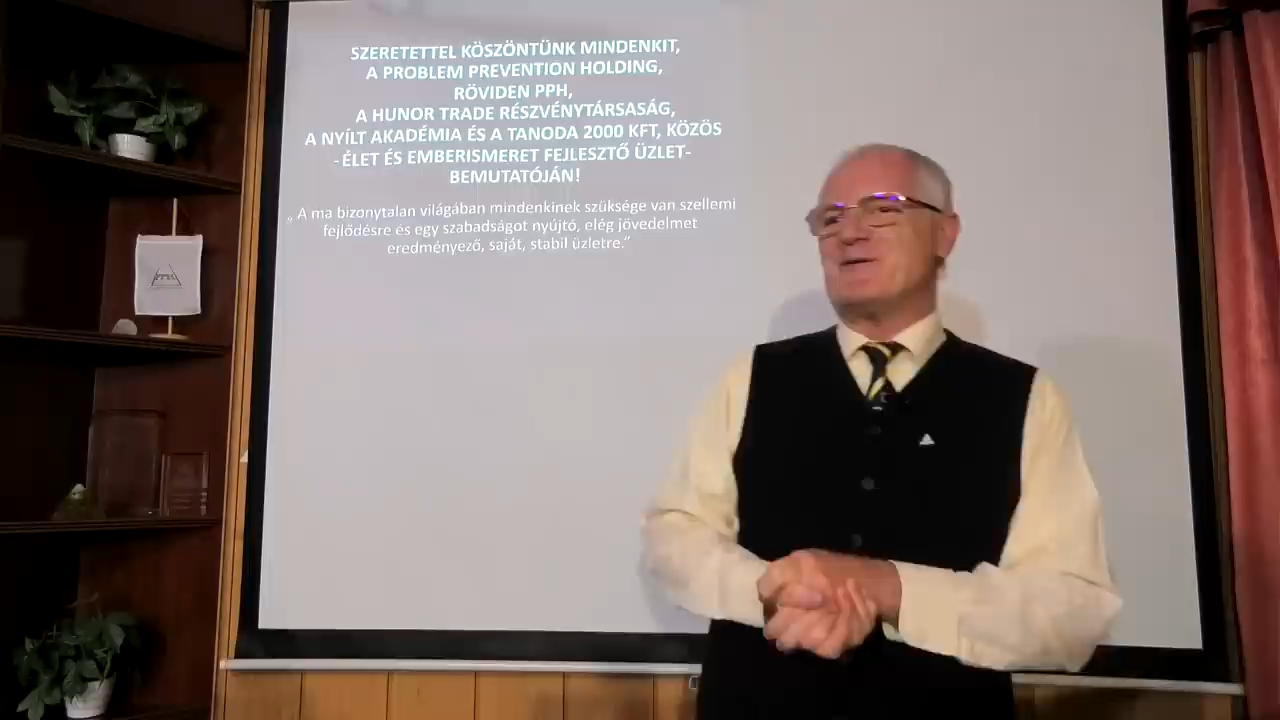 SZERETETTEL KÖSZÖNTÜNK MINDENKIT,
A PROBLEM PREVENTION HOLDING,
RÖVIDEN PPH,
A HUNOR TRADE RÉSZVÉNYTÁRSASÁG,
A NYÍLT AKADÉMIA ÉS A TANODA 2000 KFT, KÖZÖS
- ÉLET ÉS EMBERISMERET FEJLESZTŐ ÜZLET-
BEMUTATÓJÁN!
„ A ma bizonytalan világában mindenkinek szüksége van szellemi
fejlődésre és egy szabadságot nyújtó, elég jövedelmet
eredményező, saját, stabil üzletre.”